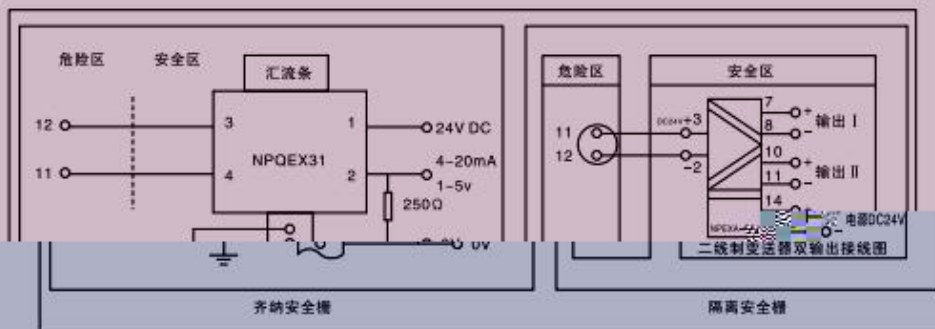 危险区 安全区
汇流条
12 3 1 24V DC
NPQEX31
11 4 2 4-20mA
1-5v
250Ω
0V
齐纳安全栅
危险区 安全区
11 DC24V+3 7 + 输出 I
8 -
12 -2 10 + 输出 II
11 -
14 +
电源DC24V
-
二线制变送器双输出接线图
隔离安全栅